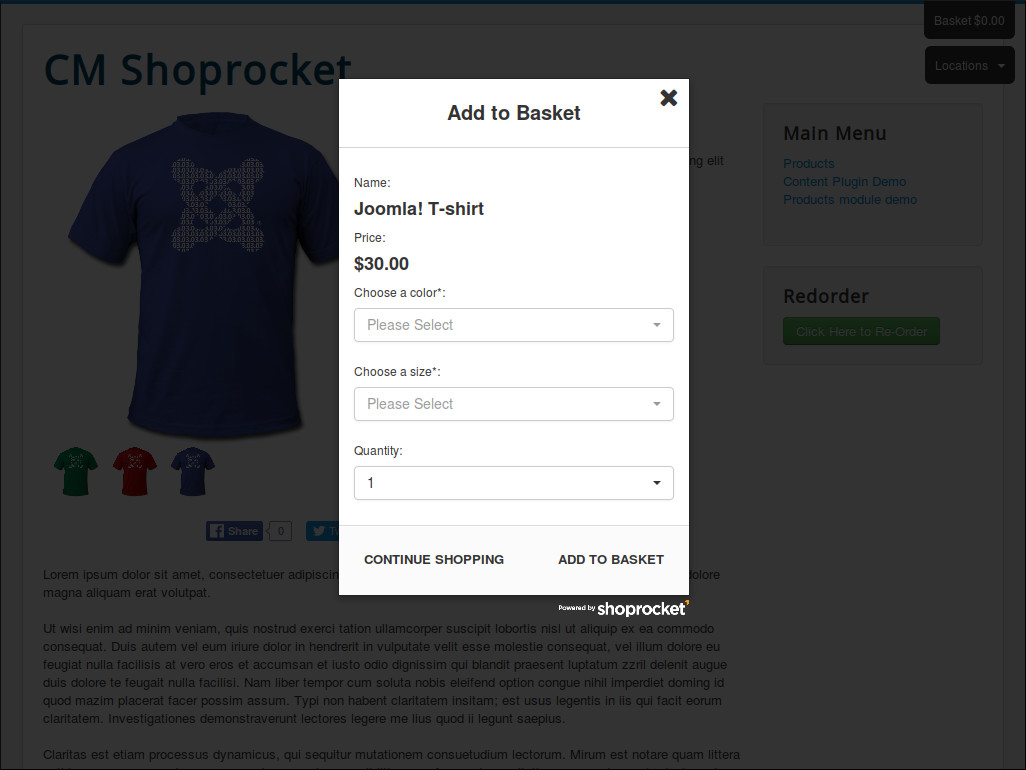 Basket $0.00
Locations
CM Shoprocket
Add to Basket
ng elit
Main Menu
Products
Content Plugin Demo
Products module demo
Name:
Joomla! T-shirt
Price:
$30.00
Choose a color*:
Please Select
Redorder
Click Here to Re-Order
Choose a size*:
Please Select
Quantity:
1
Share
0
CONTINUE SHOPPING
ADD TO BASKET
Powered by shoprocket
Lorem ipsum dolor sit amet, consectetuer adipiscin dolore
magna aliquam erat volutpat.
Ut wisi enim ad minim veniam, quis nostrud exerci tation ullamcorper suscipit lobortis nisl ut aliquip ex ea commodo
consequat. Duis autem vel eum iriure dolor in hendrerit in vulputate velit esse molestie consequat, vel illum dolore eu
feugiat nulla facilisis at vero eros et accumsan et iusto odio dignissim qui blandit praesent luptatum zzril delenit augue
duis dolore te feugait nulla facilisi. Nam liber tempor cum soluta nobis eleifend option congue nihil imperdiet doming id
quod mazim placerat facer possim assum. Typi non habent claritatem insitam; est usus legentis in iis qui facit eorum
claritatem. Investigationes demonstraverunt lectores legere me lius quod ii legunt saepius.
Claritas est etiam processus dynamicus, qui sequitur mutationem consuetudium lectorum. Mirum est notare quam littera